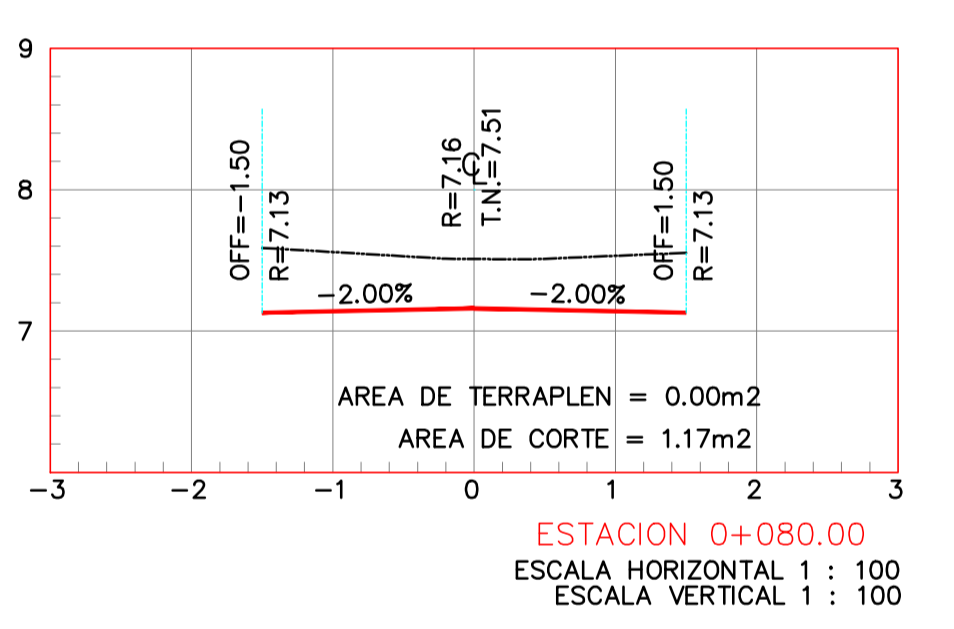 9
8
7
OFF=−1.50
R=7.13
R=7.16
℄
T.N.=7.51
OFF=1.50
R=7.13
−2.00%
−2.00%
AREA DE TERRAPLEN = 0.00m2
AREA DE CORTE = 1.17m2
−3 −2 −1 0 1 2 3
ESTACION 0+080.00
ESCALA HORIZONTAL 1 : 100
ESCALA VERTICAL 1 : 100